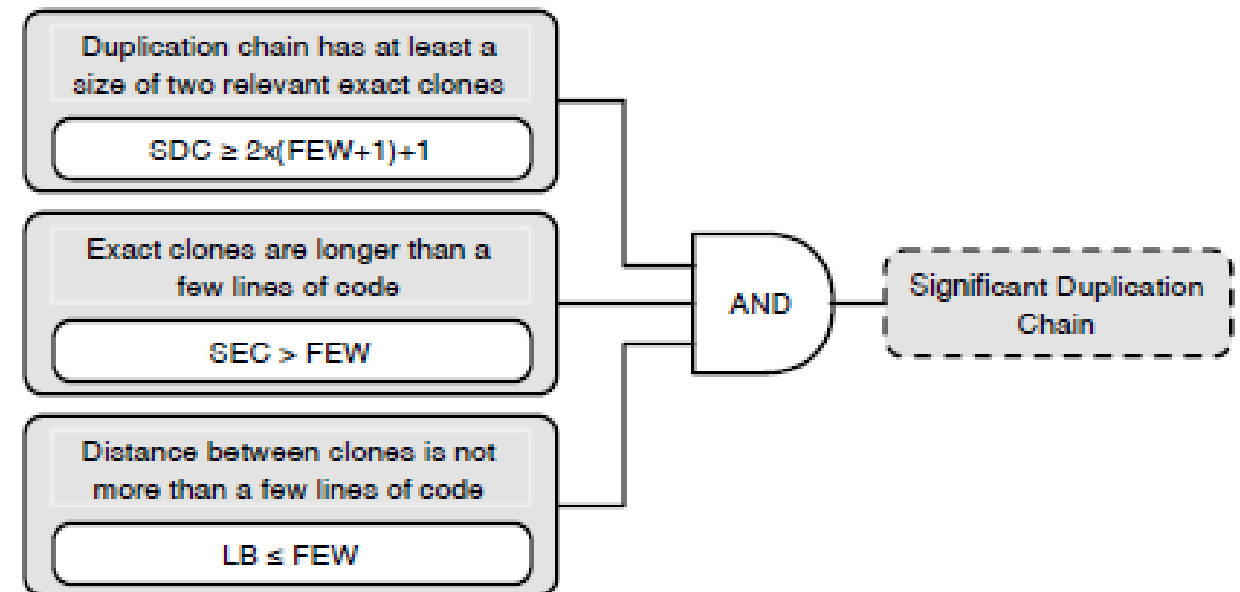 Duplication chain has at least a
size of two relevant exact clones
SDC ≥ 2x(FEW+1)+1
Exact clones are longer than a
few lines of code
SEC > FEW
Distance between clones is not
more than a few lines of code
LB ≤ FEW
AND
Significant Duplication
Chain